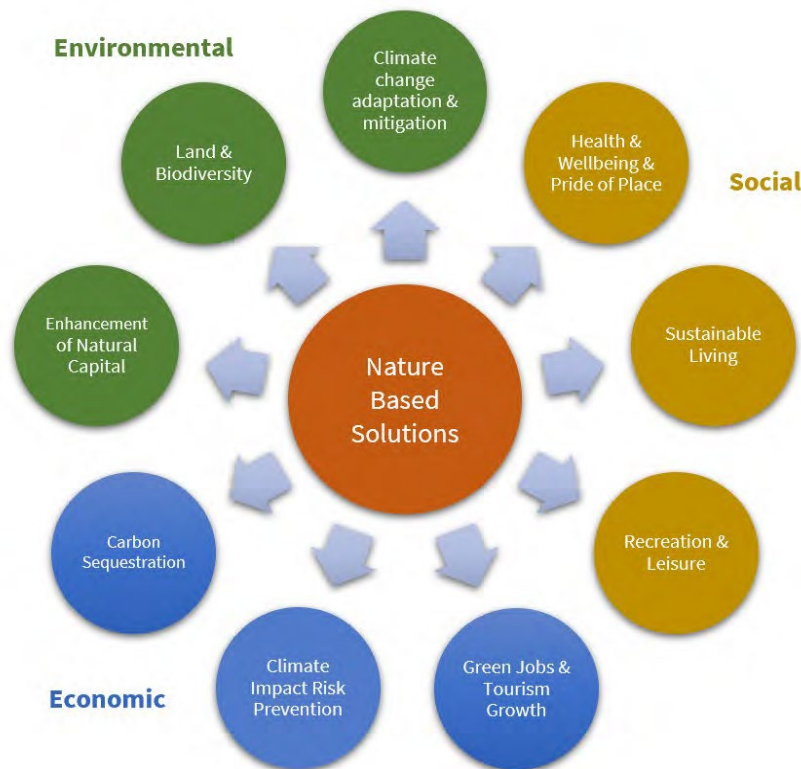 Environmental
Climate
change
adaptation &
mitigation
Land &
Biodiversity
Health &
Wellbeing &
Pride of Place
Social
Enhancement
of Natural
Capital
Nature
Based
Solutions
Sustainable
Living
Carbon
Sequestration
Recreation &
Leisure
Economic
Climate
Impact Risk
Prevention
Green Jobs &
Tourism
Growth